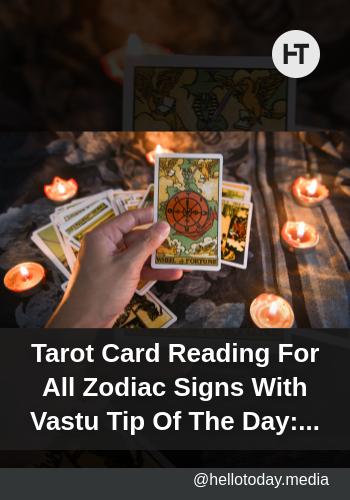 HT
WHEEL of FORTUNE
Tarot Card Reading For
All Zodiac Signs With
Vastu Tip Of The Day:...
@hellotoday.media